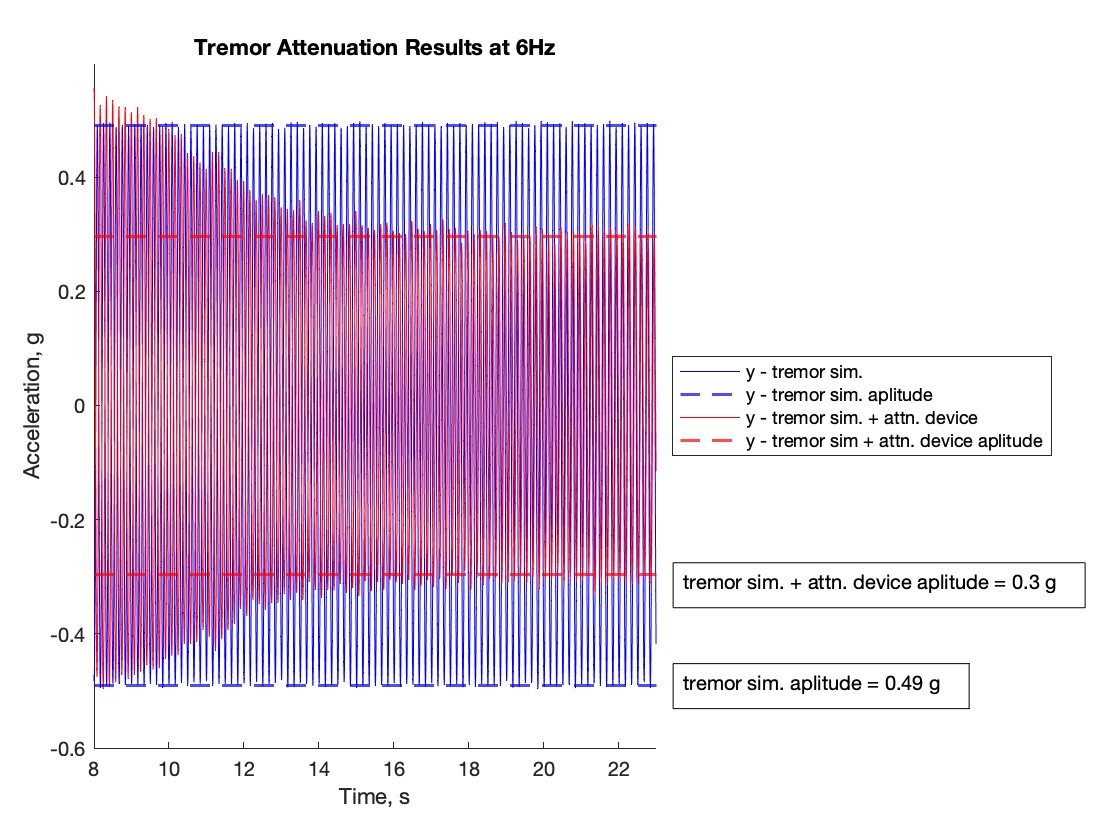 Tremor Attenuation Results at 6Hz
Acceleration, g
0.4
0.2
0
-0.2
-0.4
-0.6
8 10 12 14 16 18 20 22
Time, s
y - tremor sim.
y - tremor sim. aplitude
y - tremor sim. + attn. device
y - tremor sim + attn. device aplitude
tremor sim. + attn. device aplitude = 0.3 g
tremor sim. aplitude = 0.49 g